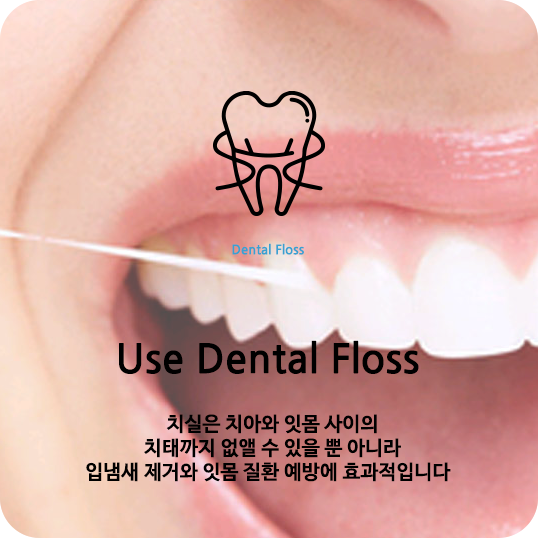 Dental Floss
Use Dental Floss
치실은 치아와 잇몸 사이의
치태까지 없앨 수 있을 뿐 아니라
입냄새 제거와 잇몸 질환 예방에 효과적입니다